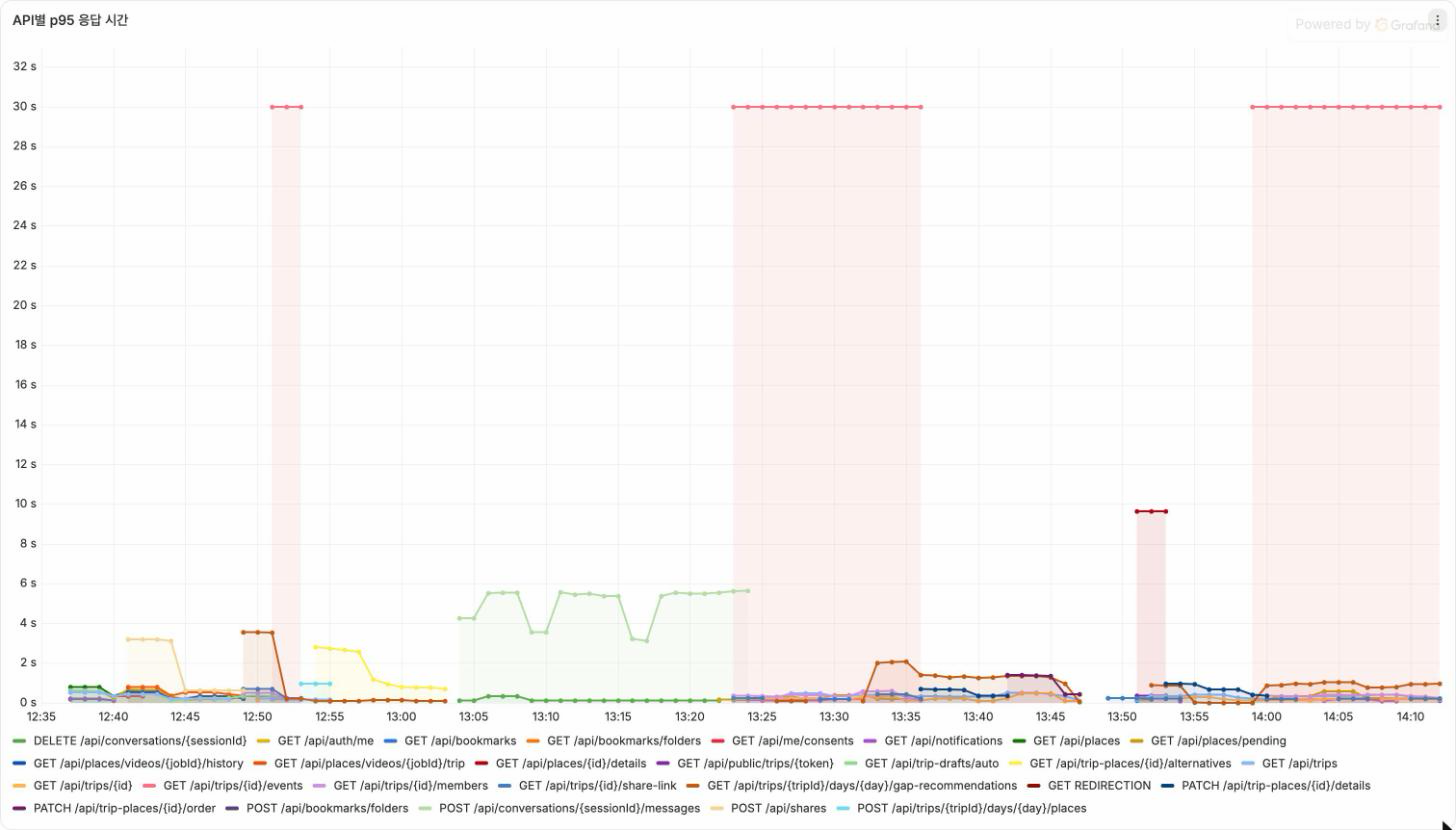 API별 p95 응답 시간
Powered by Grafana
32 s
30 s
28 s
26 s
24 s
22 s
20 s
18 s
16 s
14 s
12 s
10 s
8 s
6 s
4 s
2 s
0 s
12:35 12:40 12:45 12:50 12:55 13:00 13:05 13:10 13:15 13:20 13:25 13:30 13:35 13:40 13:45 13:50 13:55 14:00 14:05 14:10
DELETE /api/conversations/{sessionId} GET /api/auth/me GET /api/bookmarks GET /api/bookmarks/folders GET /api/me/consents GET /api/notifications GET /api/places GET /api/places/pending
GET /api/places/videos/{jobId}/history GET /api/places/videos/{jobId}/trip GET /api/places/{id}/details GET /api/public/trips/{token} GET /api/trip-drafts/auto GET /api/trip-places/{id}/alternatives GET /api/trips
GET /api/trips/{id} GET /api/trips/{id}/events GET /api/trips/{id}/members GET /api/trips/{id}/share-link GET /api/trips/{tripId}/days/{day}/gap-recommendations GET REDIRECTION PATCH /api/trip-places/{id}/details
PATCH /api/trip-places/{id}/order POST /api/bookmarks/folders POST /api/conversations/{sessionId}/messages POST /api/shares POST /api/trips/{tripId}/days/{day}/places